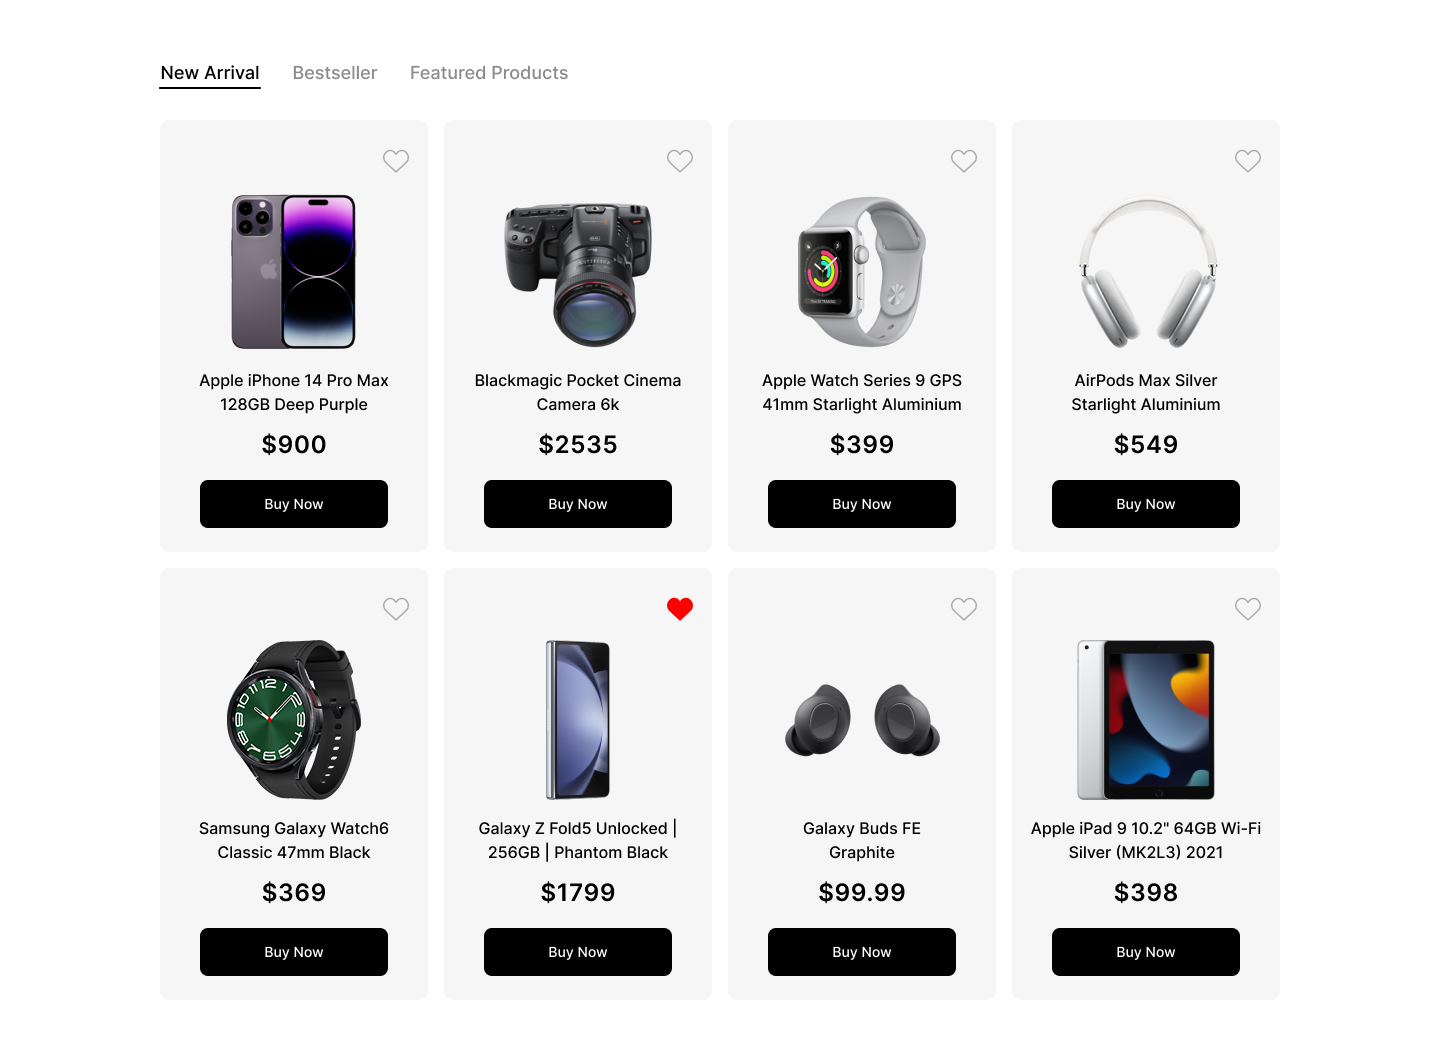 New Arrival
Bestseller
Featured Products
Apple iPhone 14 Pro Max
128GB Deep Purple
$900
Buy Now
Blackmagic Pocket Cinema
Camera 6k
$2535
Buy Now
Apple Watch Series 9 GPS
41mm Starlight Aluminium
$399
Buy Now
AirPods Max Silver
Starlight Aluminium
$549
Buy Now
Samsung Galaxy Watch6
Classic 47mm Black
$369
Buy Now
Galaxy Z Fold5 Unlocked |
256GB | Phantom Black
$1799
Buy Now
Galaxy Buds FE
Graphite
$99.99
Buy Now
Apple iPad 9 10.2" 64GB Wi-Fi
Silver (MK2L3) 2021
$398
Buy Now